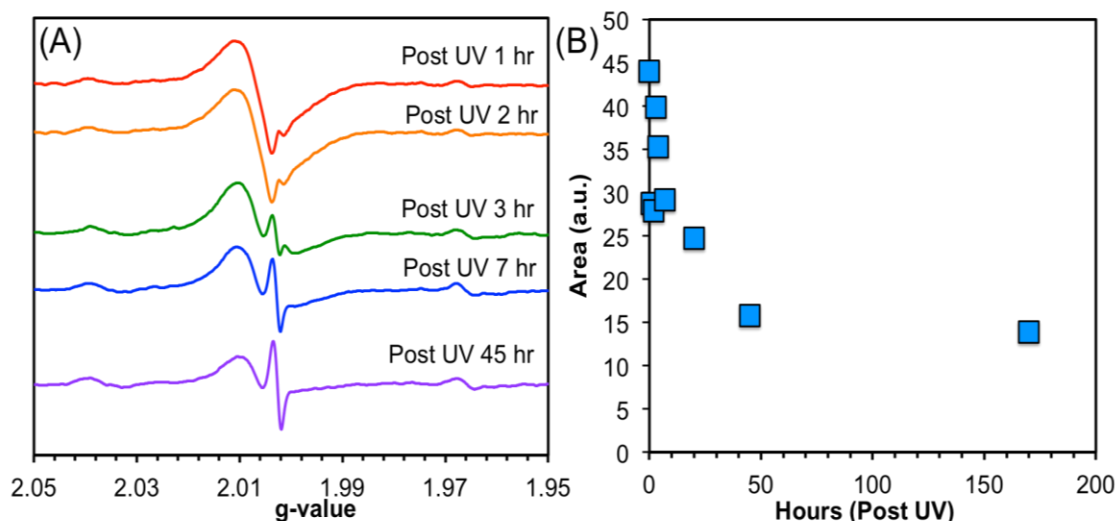 (A)
Post UV 1 hr
Post UV 2 hr
Post UV 3 hr
Post UV 7 hr
Post UV 45 hr
2.05 2.03 2.01 1.99 1.97 1.95
g-value
(B)
50
45
40
35
30
25
20
15
10
5
0
Area (a.u.)
0 50 100 150 200
Hours (Post UV)